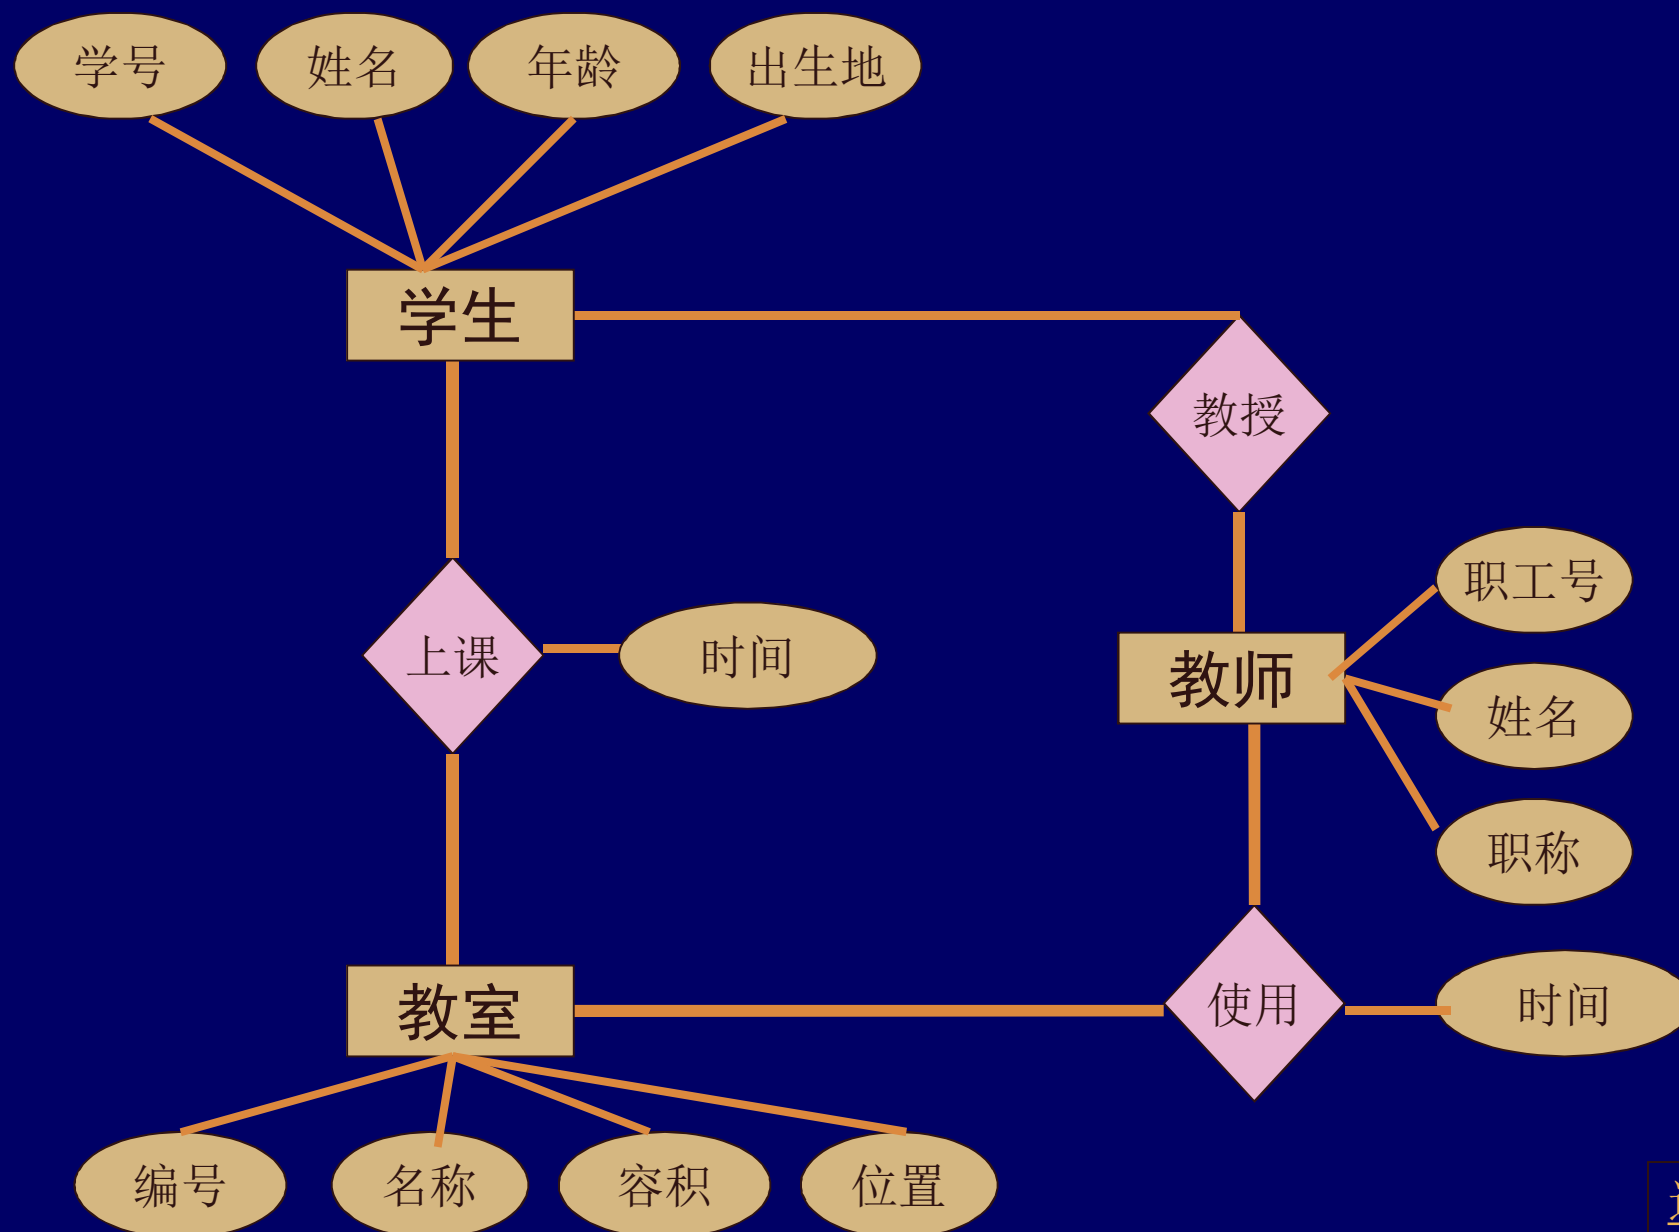 学号
姓名
年龄
出生地
学生
教授
职工号
上课
时间
教师
姓名
职称
教室
使用
时间
编号
名称
容积
位置